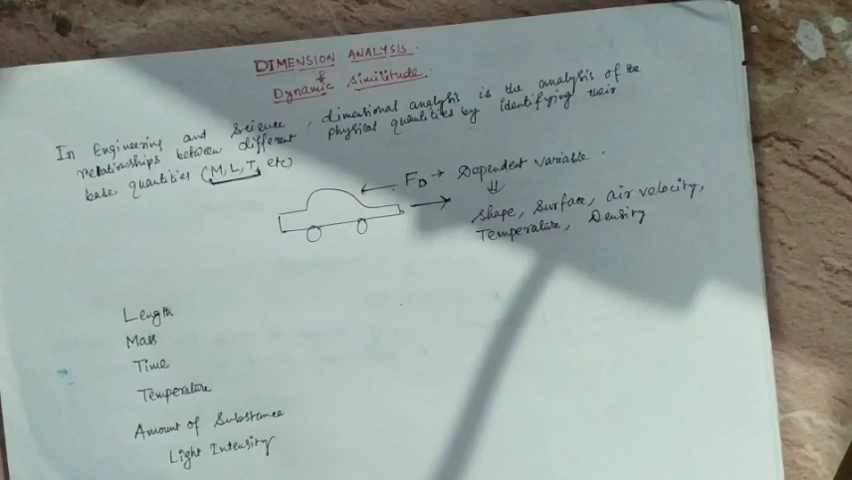 DIMENSION ANALYSIS.
&
Dynamic Similitude.
In Engineering and Science, dimensional analysis is the analysis of the
relationships between different physical quantities by identifying their
base quantities (M, L, T, etc)
FD → Dependent variable.
Shape, Surface, air velocity,
Temperature, Density
Length
Mass
Time
Temperature
Amount of Substance
Light Intensity